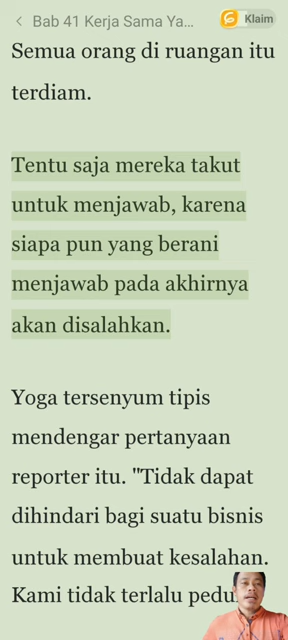 Bab 41 Kerja Sama Ya...
Klaim
Semua orang di ruangan itu
terdiam.
Tentu saja mereka takut
untuk menjawab, karena
siapa pun yang berani
menjawab pada akhirnya
akan disalahkan.
Yoga tersenyum tipis
mendengar pertanyaan
reporter itu. "Tidak dapat
dihindari bagi suatu bisnis
untuk membuat kesalahan.
Kami tidak terlalu